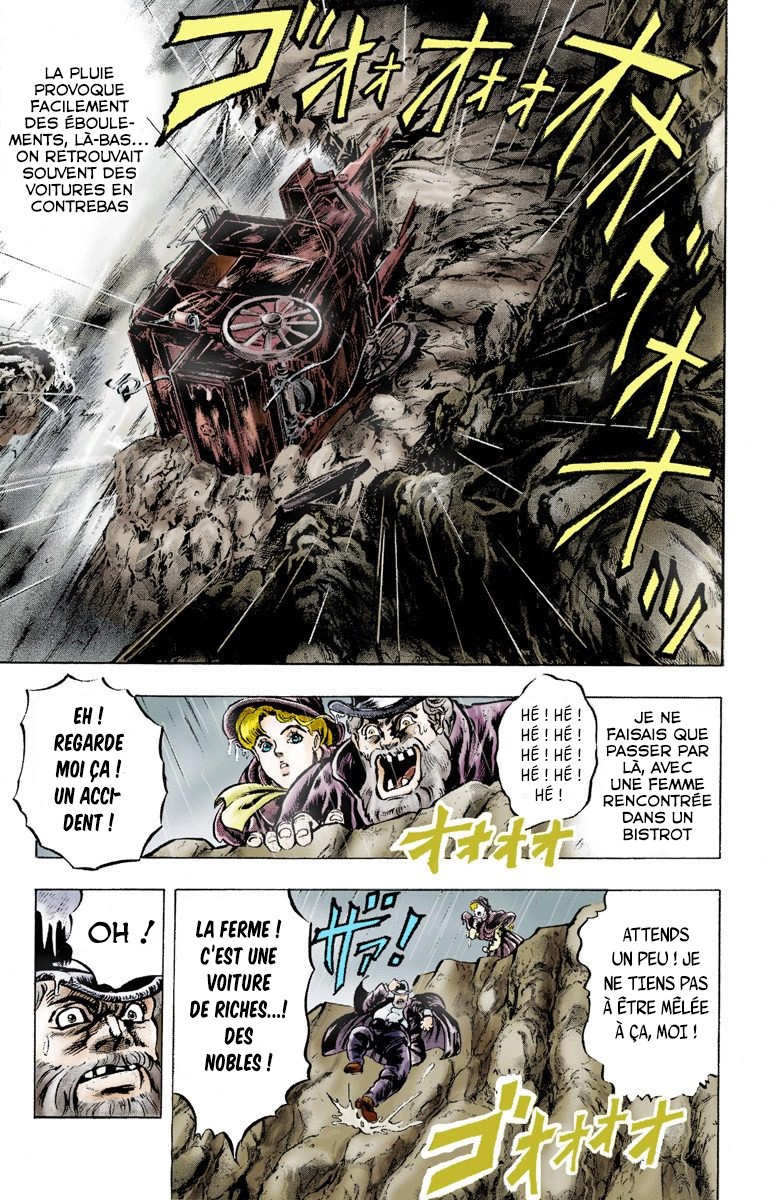 ゴオオオオオオメメグオオオッ
LA PLUIE
PROVOQUE
FACILEMENT
DES ÉBOULE-
MENTS, LÀ-BAS...
ON RETROUVAIT
SOUVENT DES
VOITURES EN
CONTREBAS
EH !
REGARDE
MOI ÇA !
UN ACCI-
DENT !
HÉ ! HÉ !
HÉ ! HÉ !
HÉ ! HÉ !
HÉ ! HÉ !
HÉ !
JE NE
FAISAIS QUE
PASSER PAR
LÀ, AVEC
UNE FEMME
RENCONTRÉE
DANS UN
BISTROT
オオオオ
OH !
LA FERME !
C'EST UNE
VOITURE
DE RICHES...!
DES
NOBLES !
ザザァ!
ATTENDS
UN PEU ! JE
NE TIENS PAS
À ÊTRE MÊLÉE
À ÇA, MOI !
ゴオオオオ